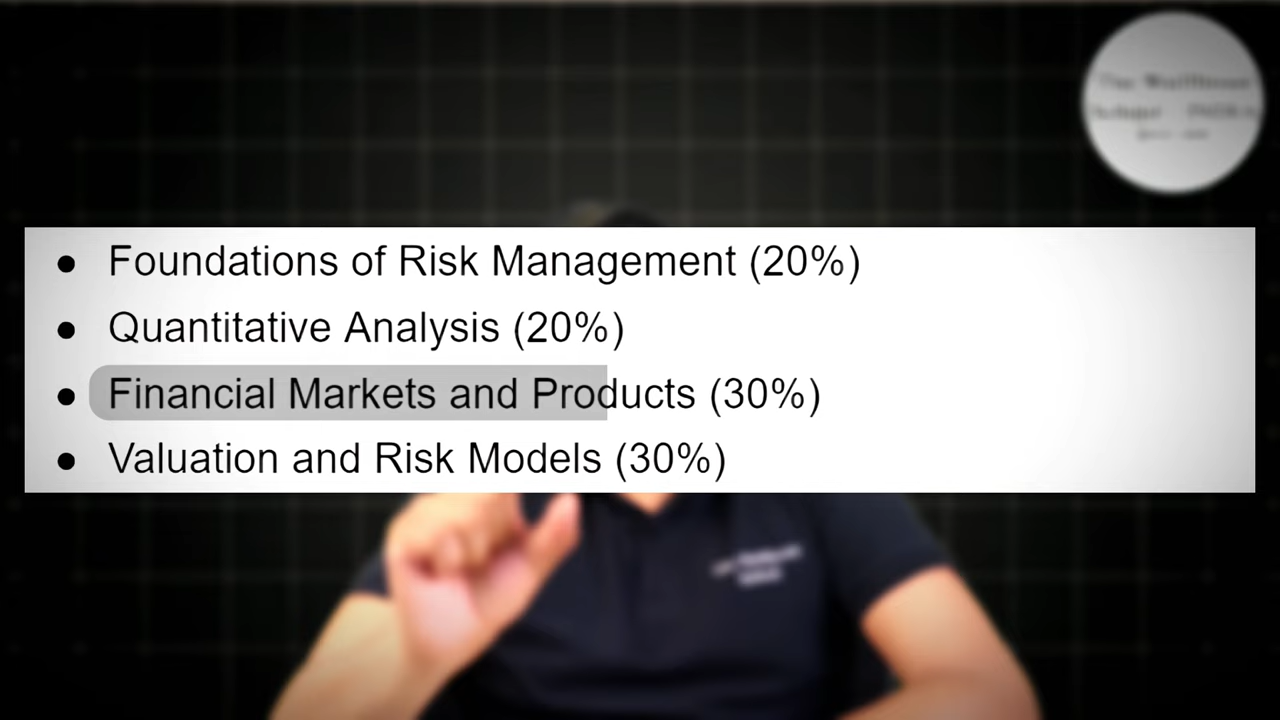 Foundations of Risk Management (20%)
Quantitative Analysis (20%)
Financial Markets and Products (30%)
Valuation and Risk Models (30%)